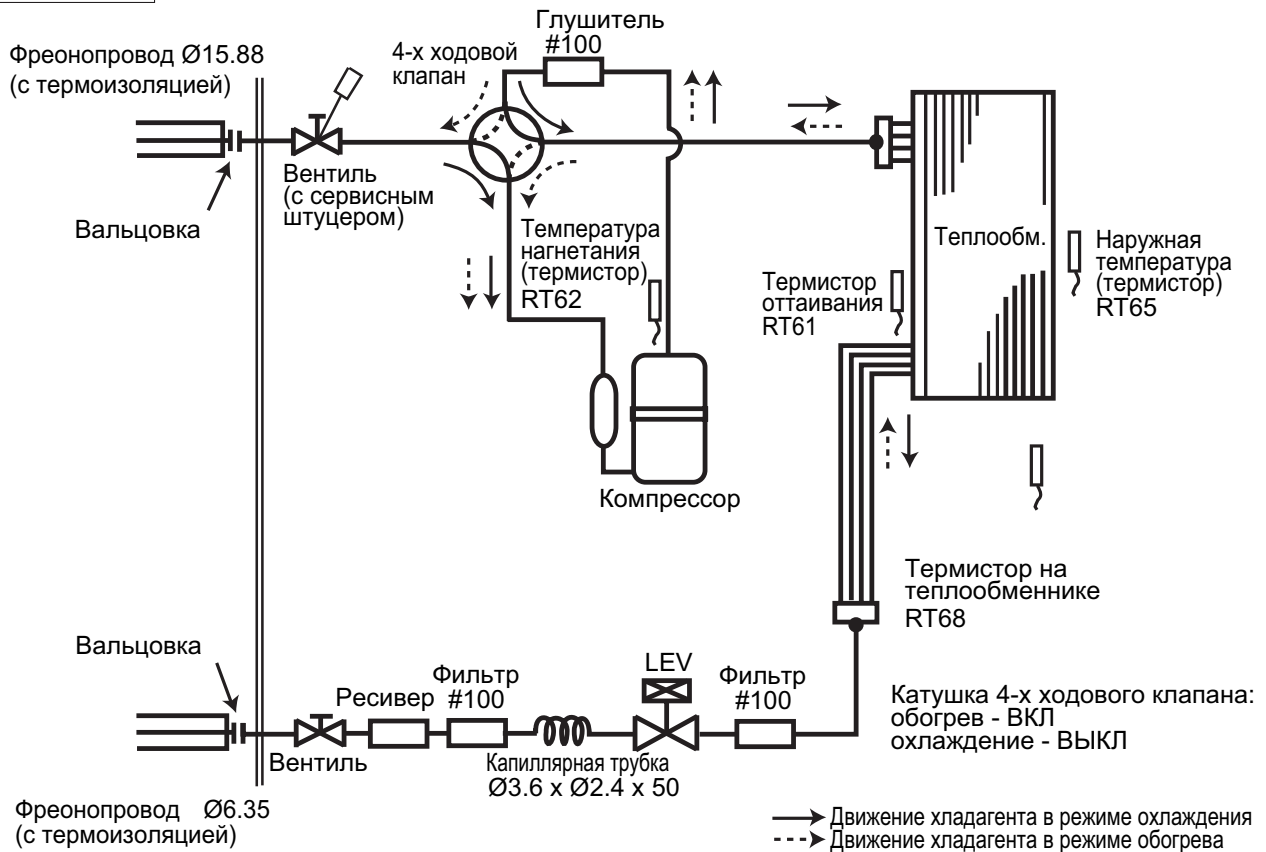 Глушитель
#100
Фреонопровод Ø15.88
(с термоизоляцией)
4-х ходовой
клапан
Вентиль
(с сервисным
штуцером)
Вальцовка
Температура
нагнетания
(термистор)
RT62
Теплообм.
Наружная
температура
(термистор)
RT65
Термистор
оттаивания
RT61
Компрессор
Термистор на
теплообменнике
RT68
Вальцовка
Ресивер
Фильтр
#100
LEV
Фильтр
#100
Катушка 4-х ходового клапана:
обогрев - ВКЛ
охлаждение - ВЫКЛ
Вентиль
Капиллярная трубка
Ø3.6 x Ø2.4 x 50
Фреонопровод Ø6.35
(с термоизоляцией)
Движение хладагента в режиме охлаждения
Движение хладагента в режиме обогрева